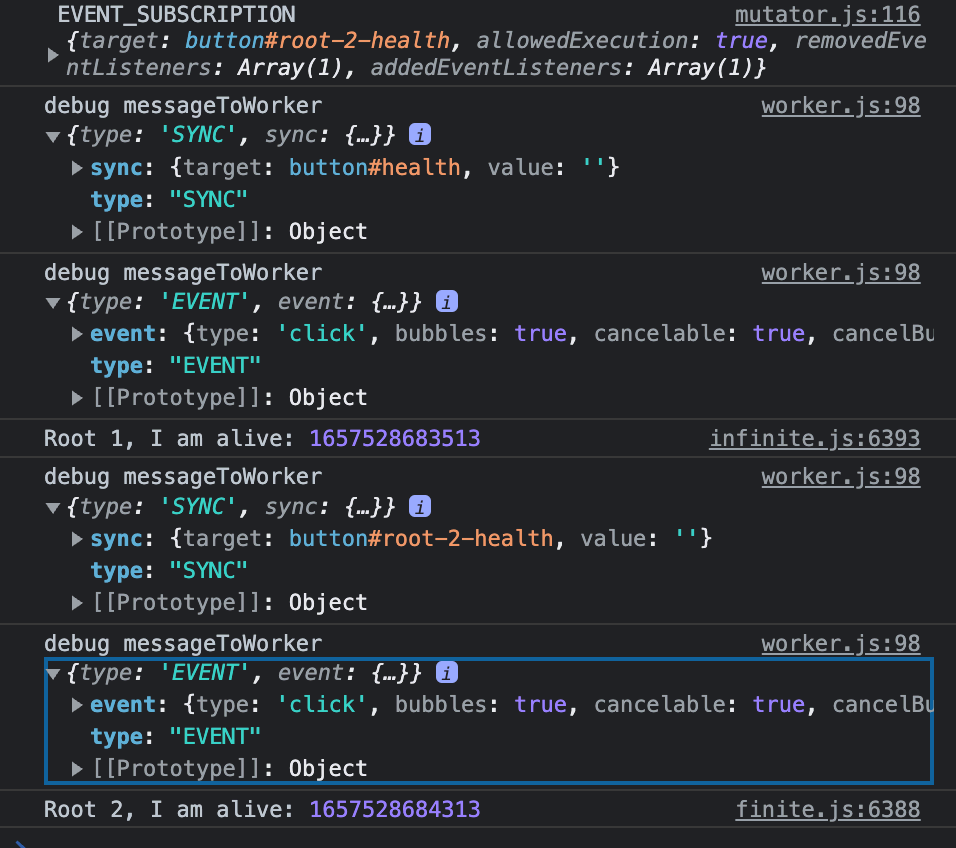 EVENT_SUBSCRIPTION mutator.js:116
{target: button#root-2-health, allowedExecution: true, removedEve
ntListeners: Array(1), addedEventListeners: Array(1)}
debug messageToWorker worker.js:98
{type: 'SYNC', sync: {…}} i
sync: {target: button#health, value: ''}
type: "SYNC"
[[Prototype]]: Object
debug messageToWorker worker.js:98
{type: 'EVENT', event: {…}} i
event: {type: 'click', bubbles: true, cancelable: true, cancelBu
type: "EVENT"
[[Prototype]]: Object
Root 1, I am alive: 1657528683513 infinite.js:6393
debug messageToWorker worker.js:98
{type: 'SYNC', sync: {…}} i
sync: {target: button#root-2-health, value: ''}
type: "SYNC"
[[Prototype]]: Object
debug messageToWorker worker.js:98
{type: 'EVENT', event: {…}} i
event: {type: 'click', bubbles: true, cancelable: true, cancelBu
type: "EVENT"
[[Prototype]]: Object
Root 2, I am alive: 1657528684313 finite.js:6388